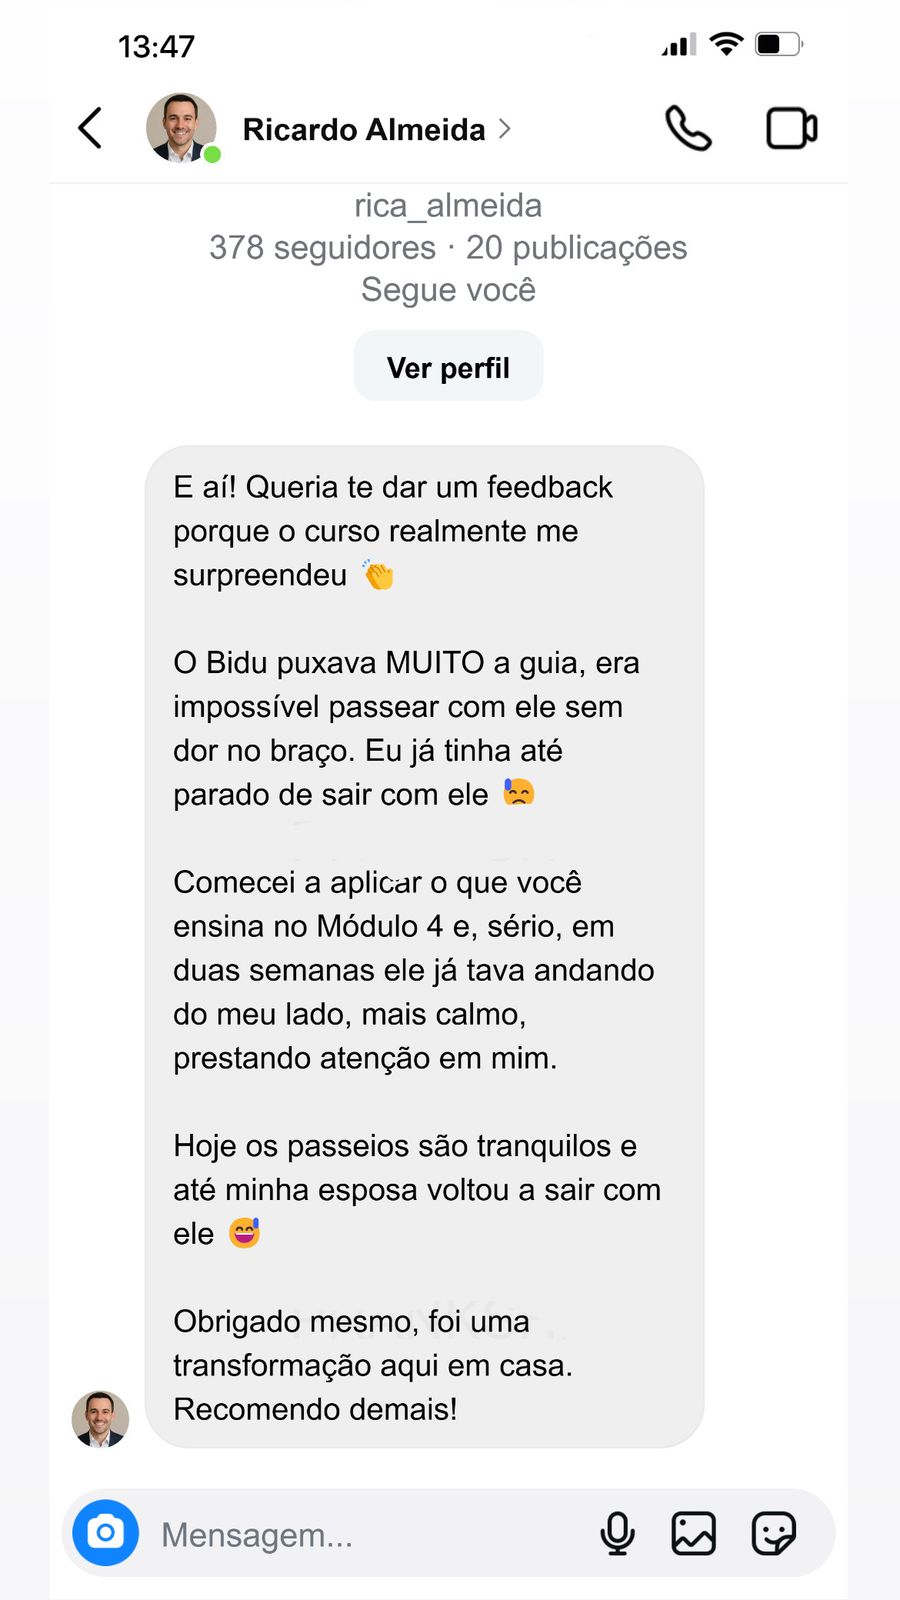 13:47
Ricardo Almeida
rica_almeida
378 seguidores · 20 publicações
Segue você
Ver perfil
E aí! Queria te dar um feedback
porque o curso realmente me
surpreendeu 👏
O Bidu puxava MUITO a guia, era
impossível passear com ele sem
dor no braço. Eu já tinha até
parado de sair com ele 😓
Comecei a aplicar o que você
ensina no Módulo 4 e, sério, em
duas semanas ele já tava andando
do meu lado, mais calmo,
prestando atenção em mim.
Hoje os passeios são tranquilos e
até minha esposa voltou a sair com
ele 😅
Obrigado mesmo, foi uma
transformação aqui em casa.
Recomendo demais!
Mensagem...